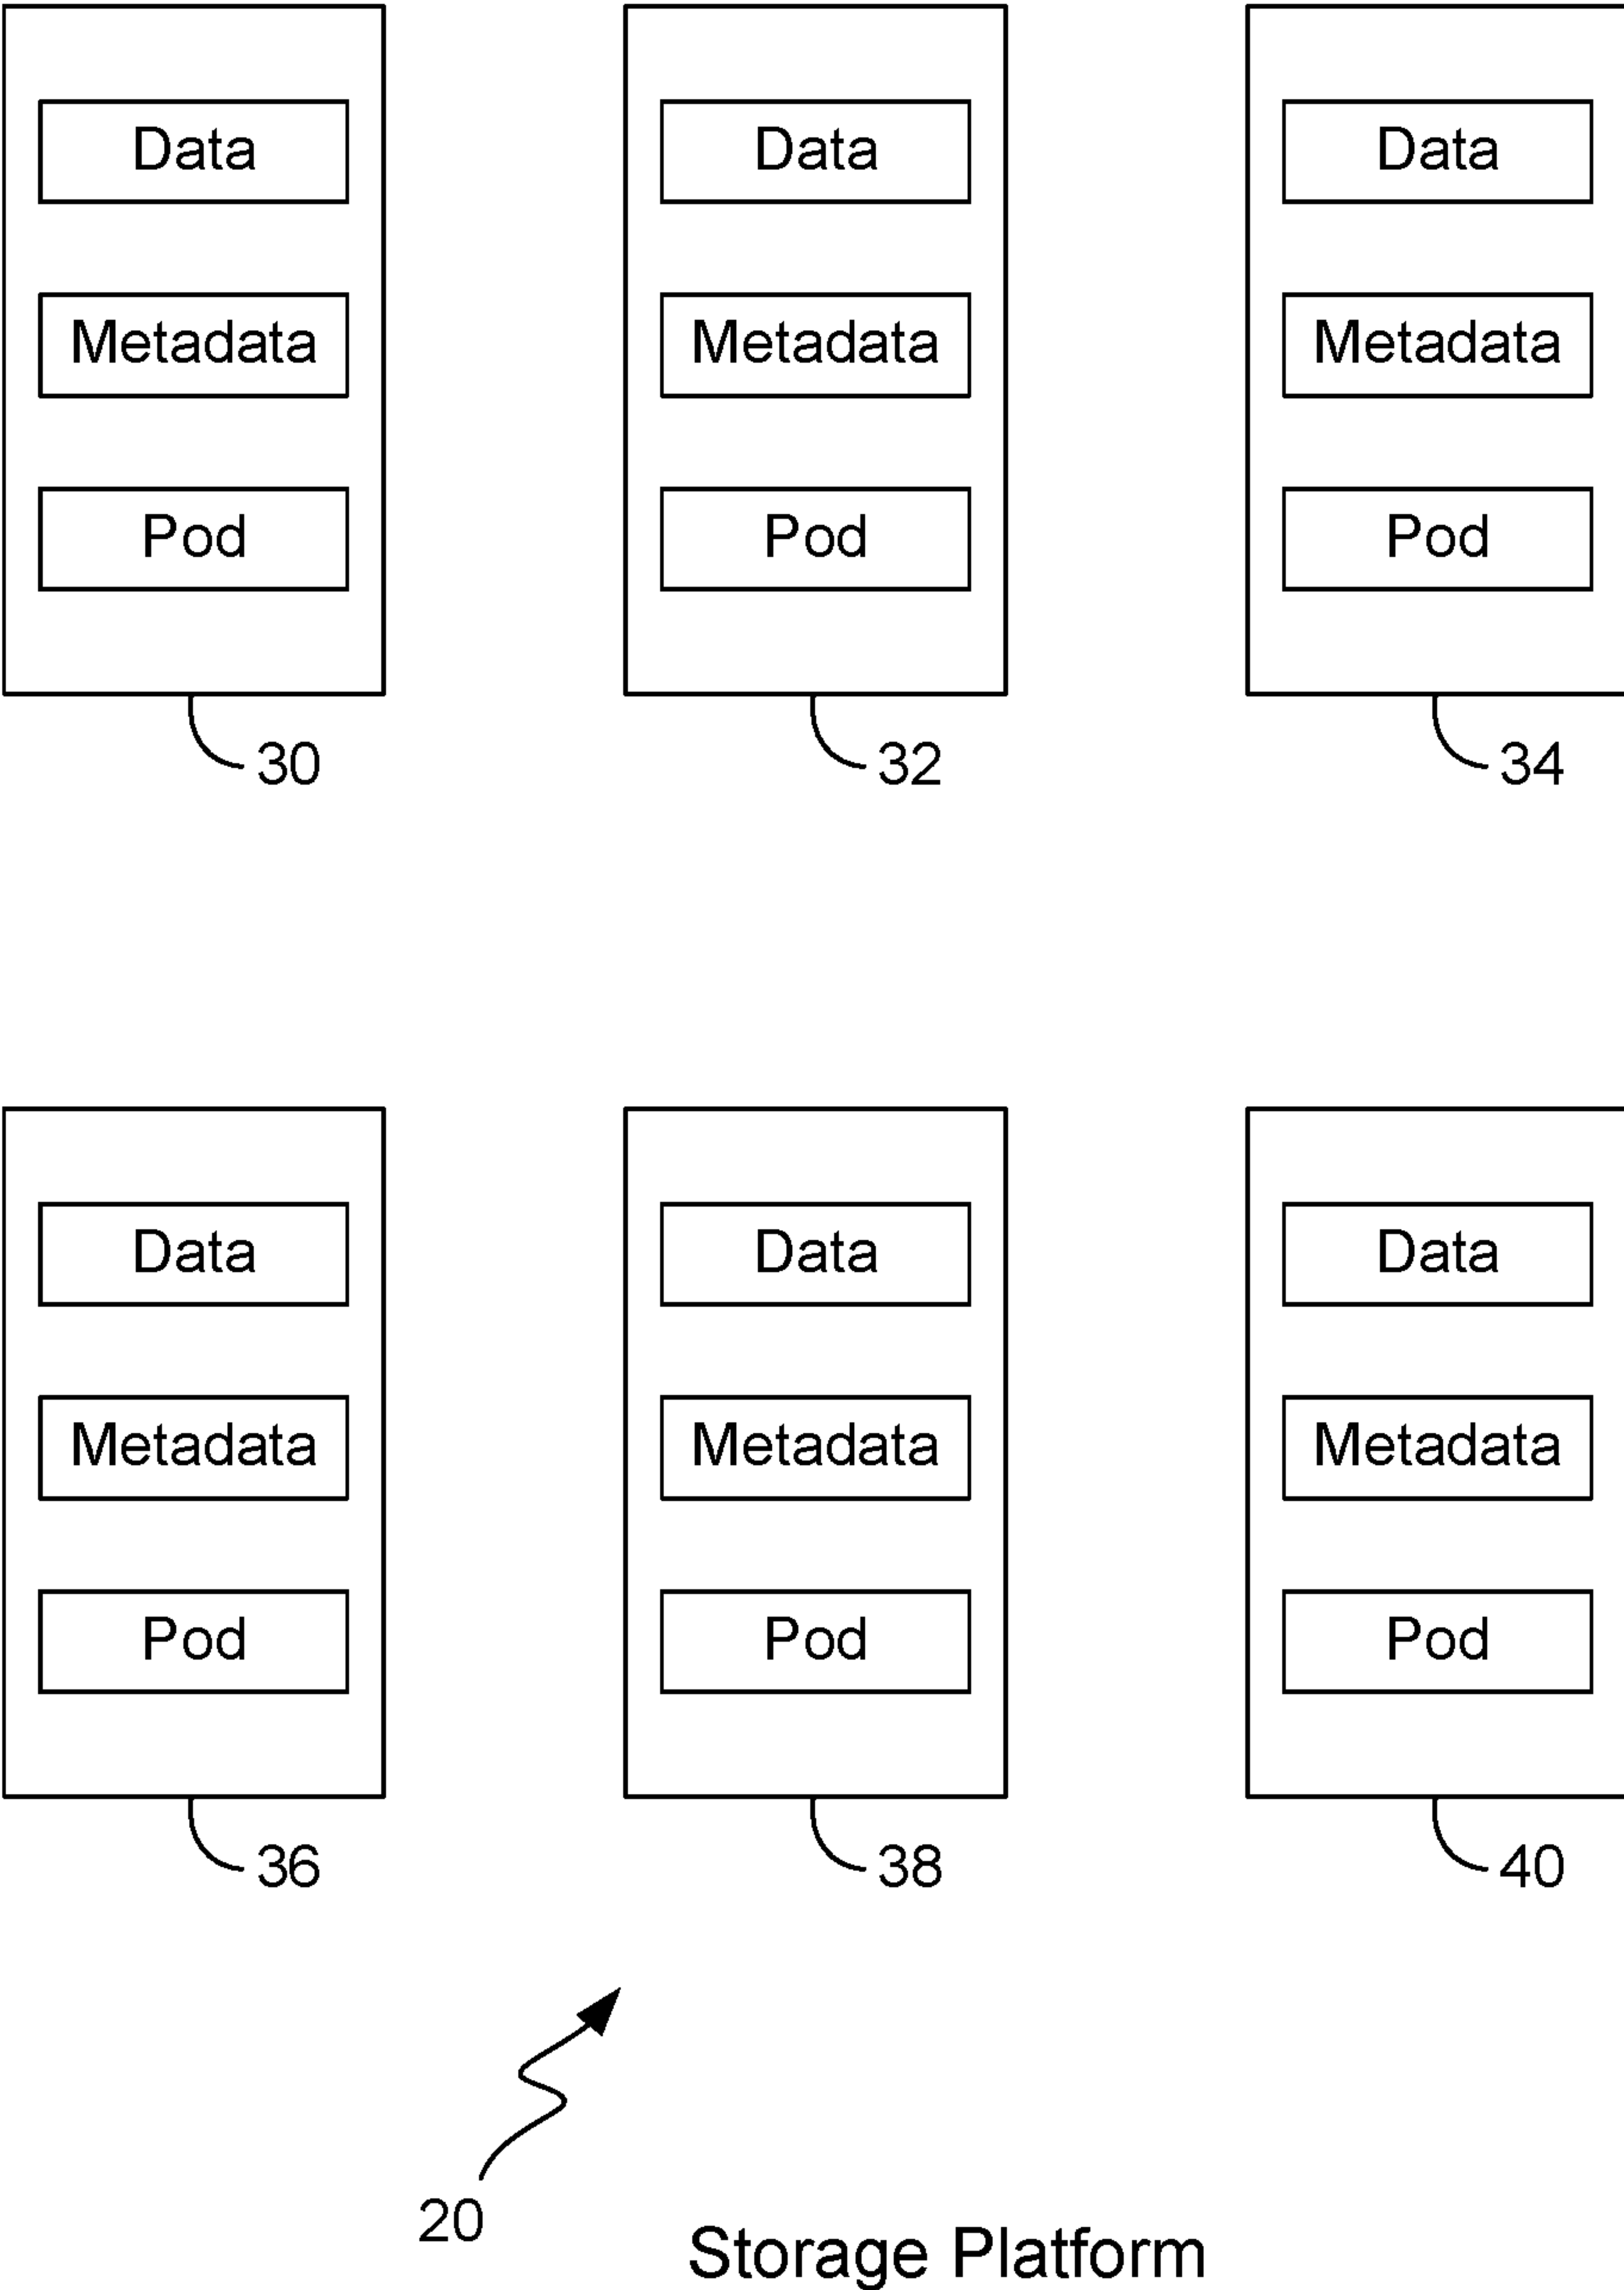 Data Data Data
Metadata Metadata Metadata
Pod Pod Pod
30 32 34
Data Data Data
Metadata Metadata Metadata
Pod Pod Pod
36 38 40
20
Storage Platform